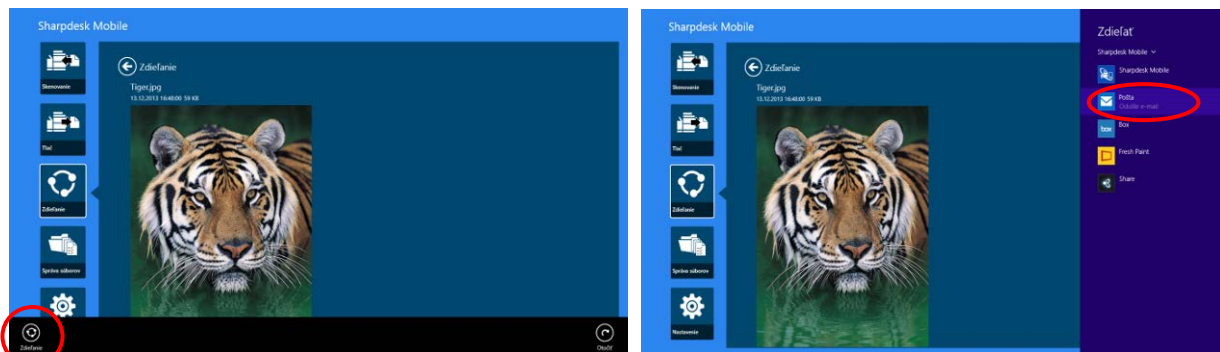 Sharpdesk Mobile
Skenovanie
Tlač
Zdieľanie
Správa súborov
Zdieľanie
Tiger.jpg
13.12.2013 16:48:00 59 KB
Zdieľanie
Otočiť
Sharpdesk Mobile
Skenovanie
Tlač
Zdieľanie
Správa súborov
Nastavenie
Zdieľanie
Tiger.jpg
13.12.2013 16:48:00 59 KB
Zdieľať
Sharpdesk Mobile
Sharpdesk Mobile
Pošta
Odošle e-mail
box
Box
Fresh Paint
Share